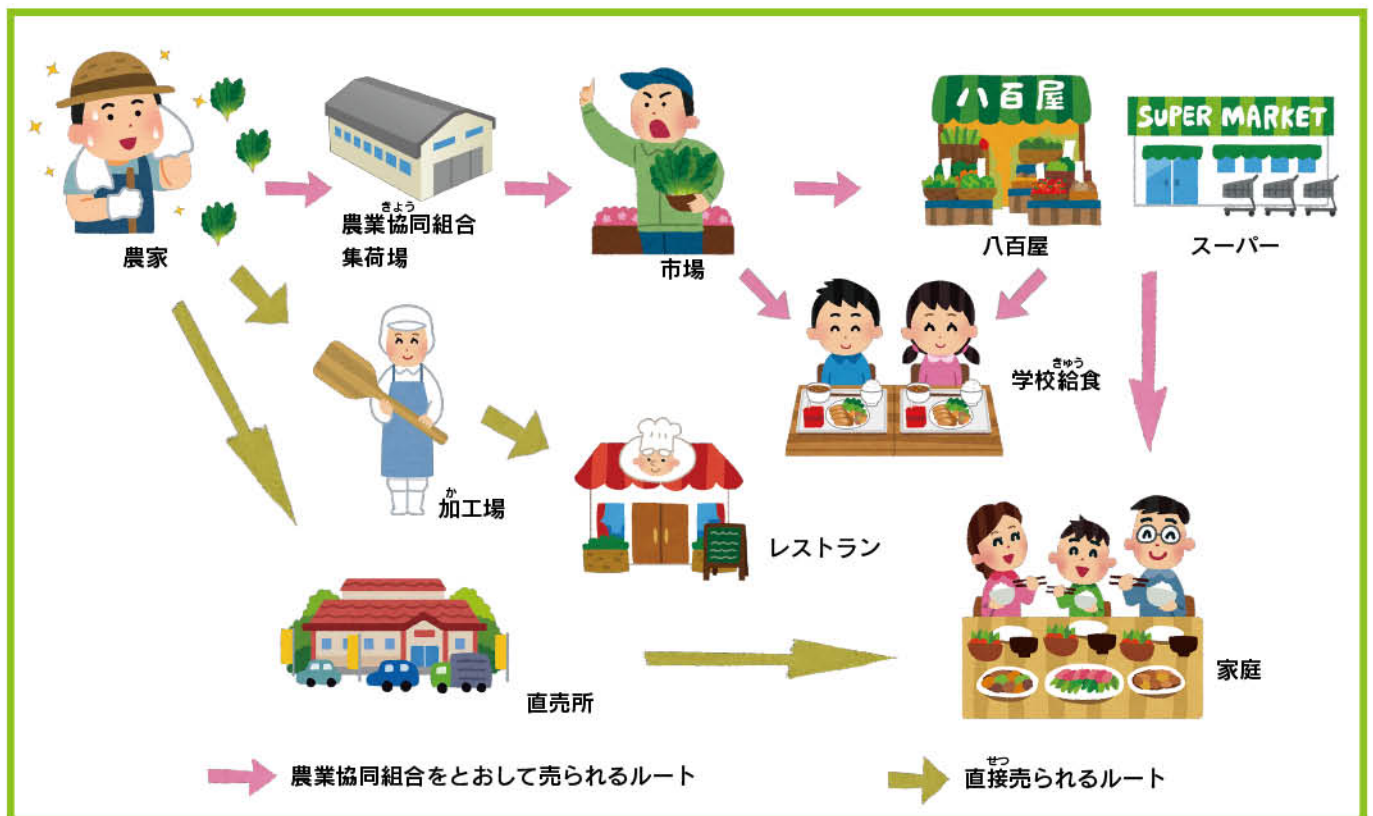 八百屋
SUPER MARKET
農家
きょう
農業協同組合
集荷場
市場
八百屋
スーパー
きゅう
学校給食
か
加工場
レストラン
直売所
家庭
農業協同組合をとおして売られるルート
せつ
直接売られるルート